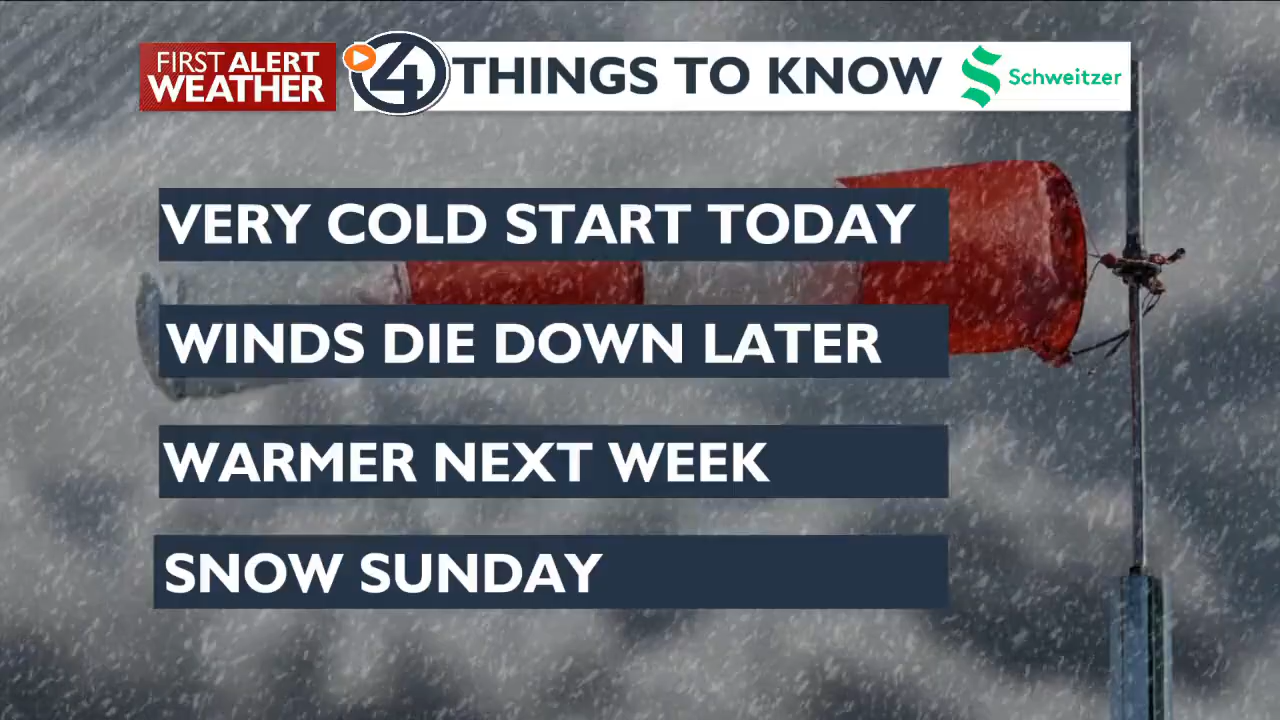 FIRST ALERT
WEATHER
4 THINGS TO KNOW
Schweitzer
VERY COLD START TODAY
WINDS DIE DOWN LATER
WARMER NEXT WEEK
SNOW SUNDAY